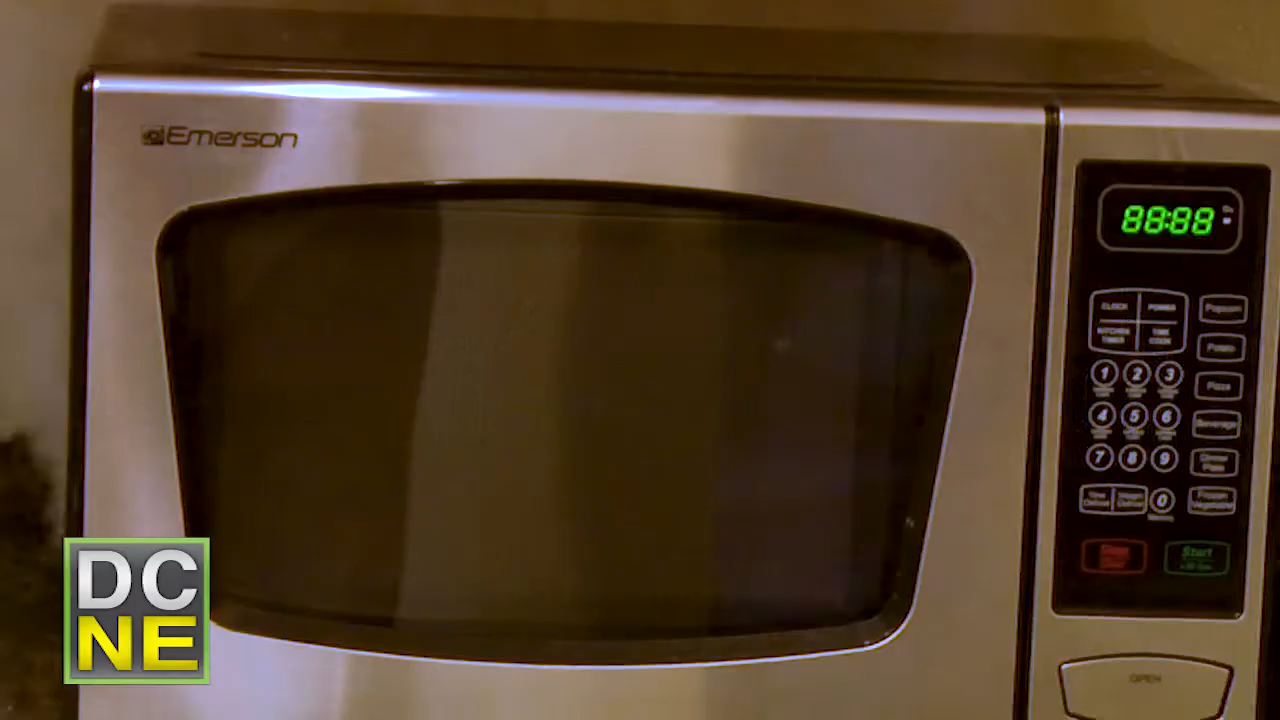 Emerson
88:88
CLOCK POWER
KITCHEN TIMER TIME COOK
Popcorn
Potato
Pizza
Beverage
Dinner Plate
Frozen Vegetable
1 2 3
4 5 6
7 8 9
0
Start
OPEN
DC
NE